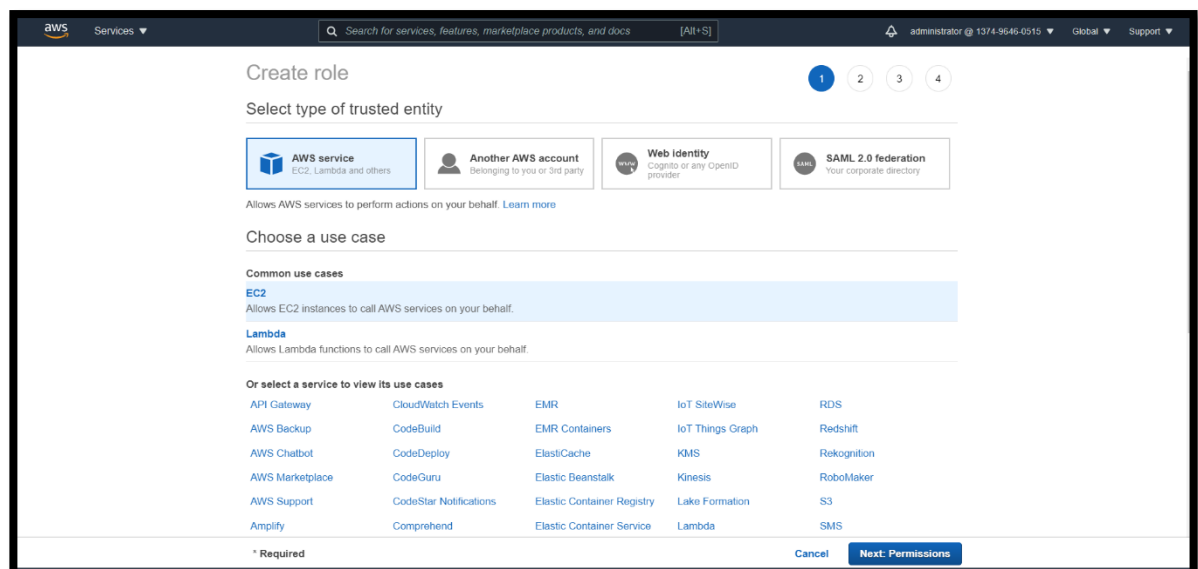 aws Services ▼ Search for services, features, marketplace products, and docs [Alt+S] administrator @ 1374-9646-0515 ▼ Global ▼ Support ▼
Create role 1 2 3 4
Select type of trusted entity
AWS service
EC2, Lambda and others
Another AWS account
Belonging to you or 3rd party
www
Web identity
Cognito or any OpenID
provider
SAML
SAML 2.0 federation
Your corporate directory
Allows AWS services to perform actions on your behalf. Learn more
Choose a use case
Common use cases
EC2
Allows EC2 instances to call AWS services on your behalf.
Lambda
Allows Lambda functions to call AWS services on your behalf.
Or select a service to view its use cases
API Gateway CloudWatch Events EMR IoT SiteWise RDS
AWS Backup CodeBuild EMR Containers IoT Things Graph Redshift
AWS Chatbot CodeDeploy ElastiCache KMS Rekognition
AWS Marketplace CodeGuru Elastic Beanstalk Kinesis RoboMaker
AWS Support CodeStar Notifications Elastic Container Registry Lake Formation S3
Amplify Comprehend Elastic Container Service Lambda SMS
* Required Cancel Next: Permissions